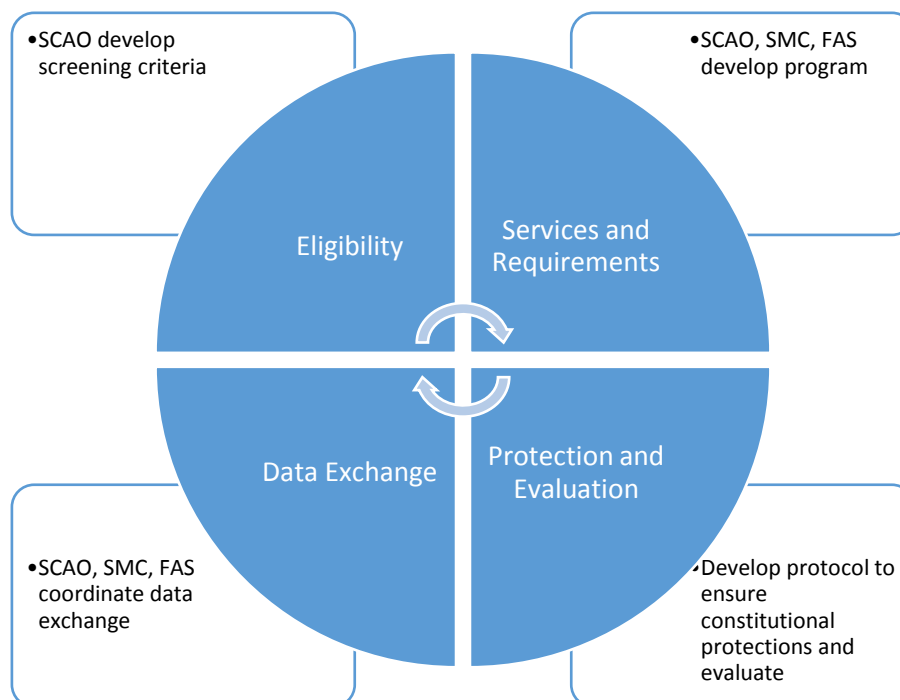 •SCAO develop
screening criteria
•SCAO, SMC, FAS
develop program
Eligibility
Services and
Requirements
Data Exchange
Protection and
Evaluation
•SCAO, SMC, FAS
coordinate data
exchange
•Develop protocol to
ensure
constitutional
protections and
evaluate